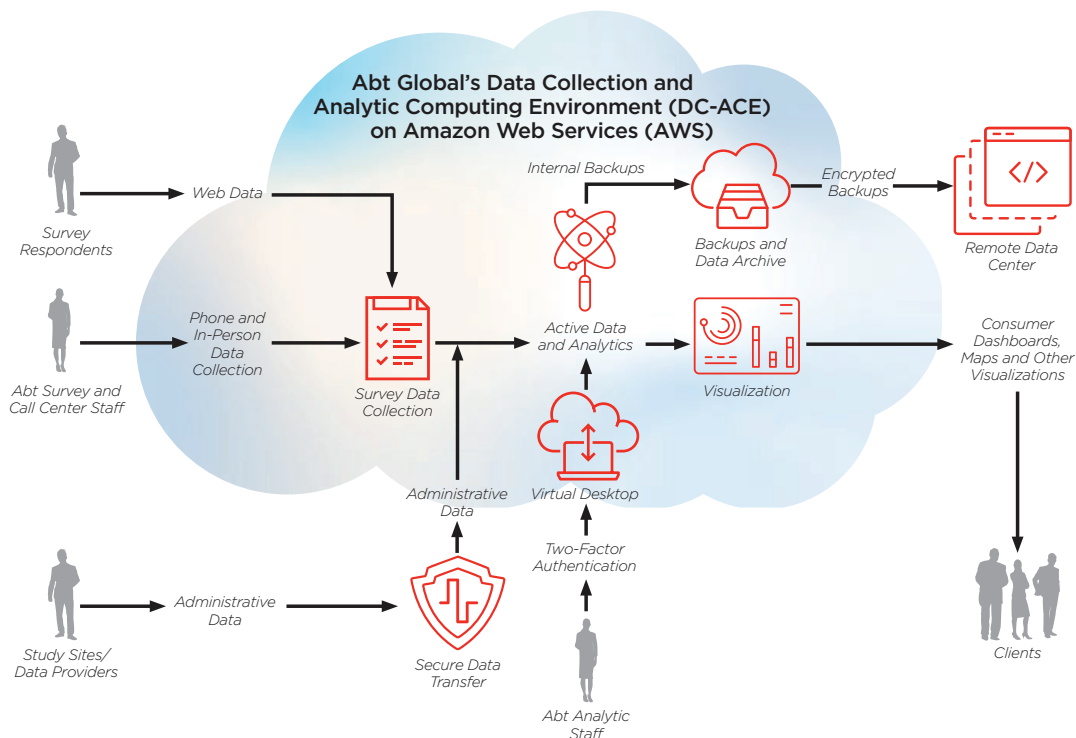 Abt Global’s Data Collection and
Analytic Computing Environment (DC-ACE)
on Amazon Web Services (AWS)
Survey
Respondents
Web Data
Internal Backups
Backups and
Data Archive
Encrypted
Backups
</>
Remote Data
Center
Abt Survey and
Call Center Staff
Phone and
In-Person
Data
Collection
Survey Data
Collection
Active Data
and Analytics
Visualization
Consumer
Dashboards,
Maps and Other
Visualizations
Clients
Study Sites/
Data Providers
Administrative
Data
Secure Data
Transfer
Administrative
Data
Virtual Desktop
Two-Factor
Authentication
Abt Analytic
Staff